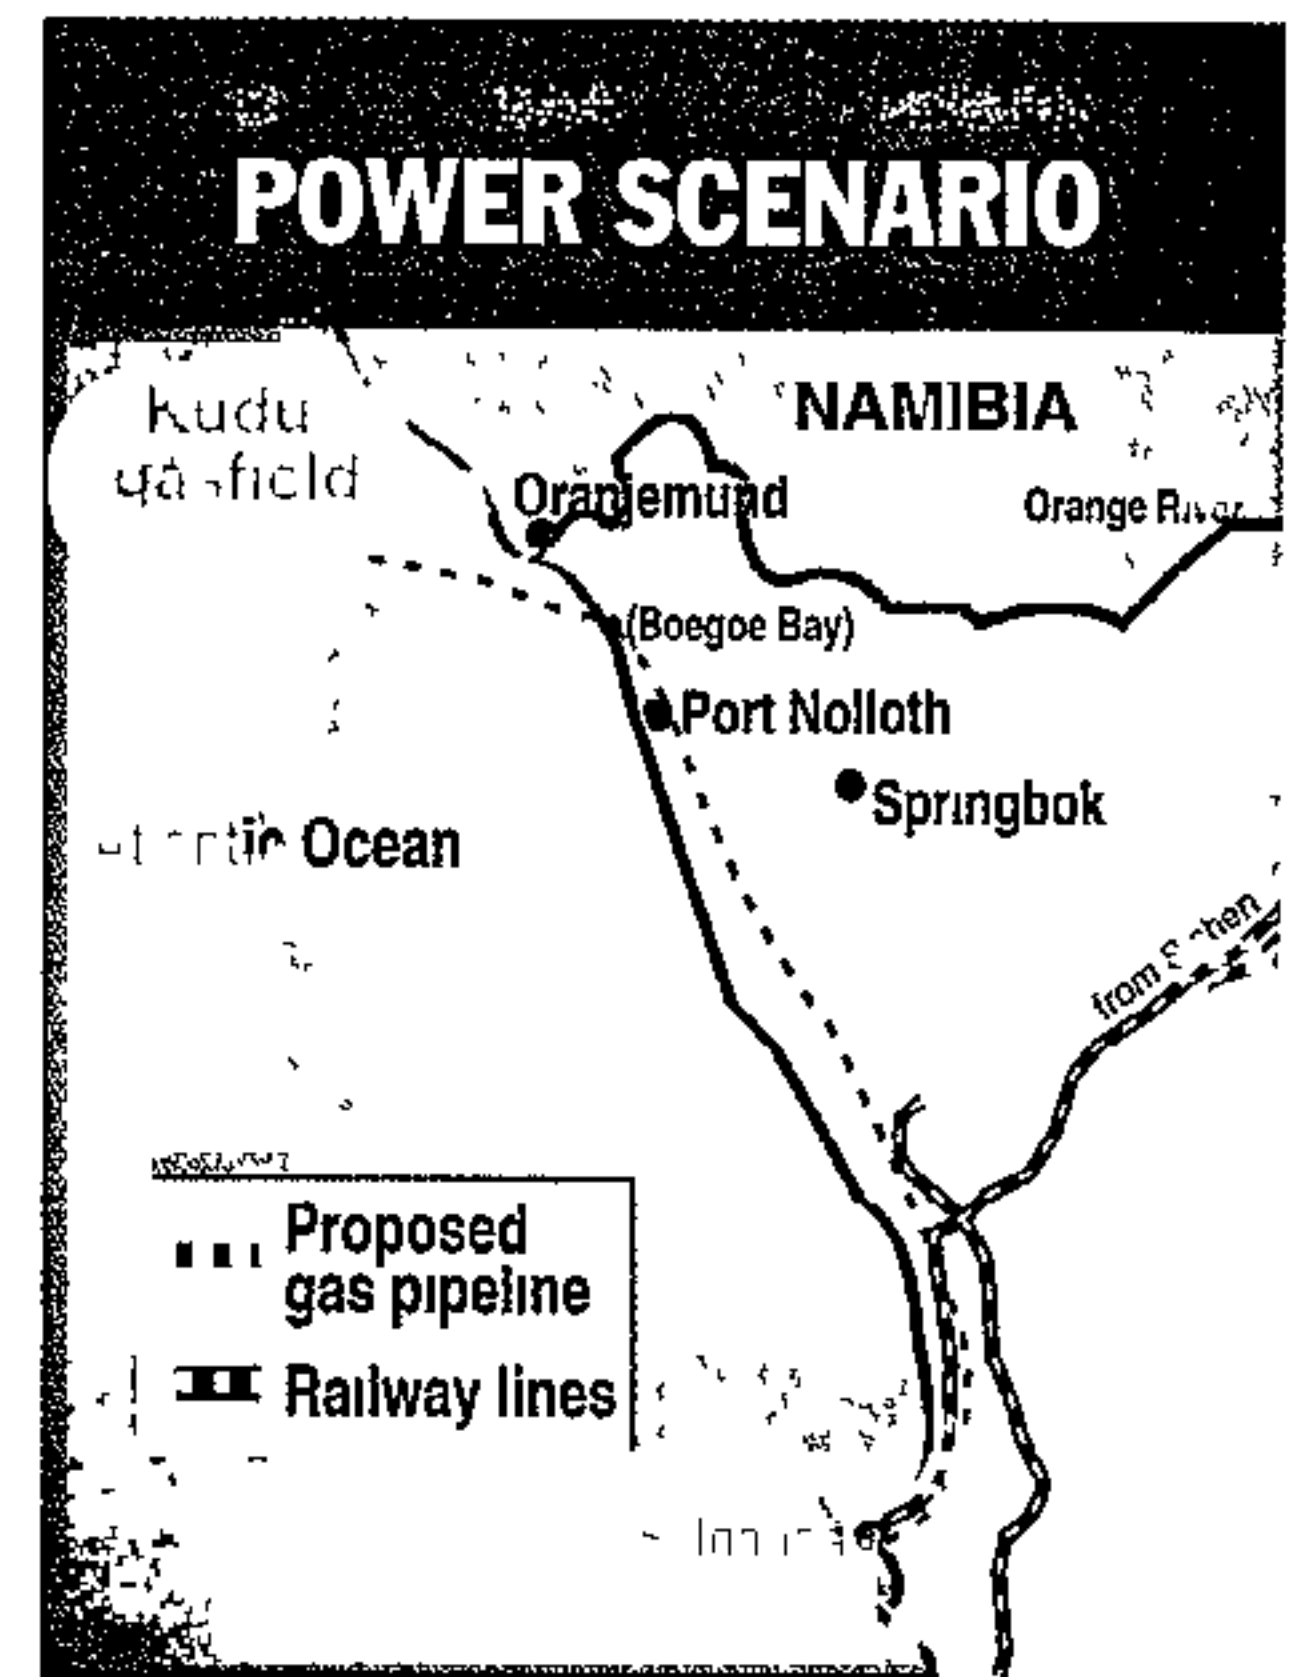 POWER SCENARIO
Kudu
gasfield
NAMIBIA
Oranjemund
Orange River
(Boegoe Bay)
Port Nolloth
Springbok
Ocean
from
Proposed
gas pipeline
Railway lines